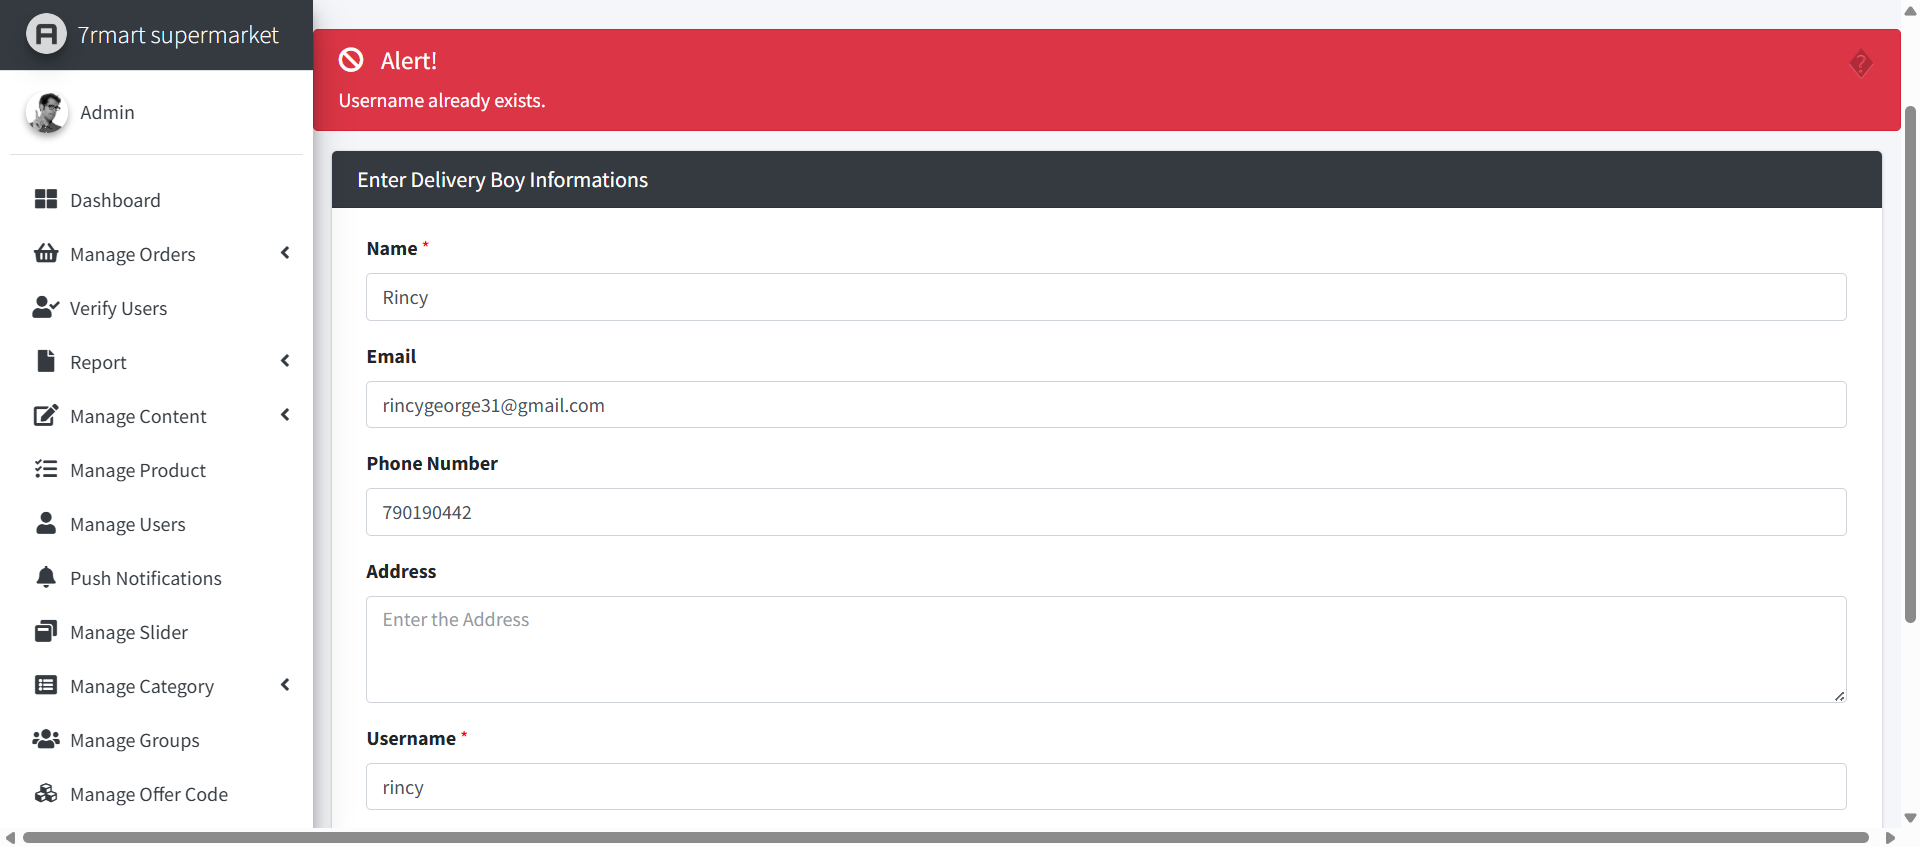 7rmart supermarket
Admin
Dashboard
Manage Orders
Verify Users
Report
Manage Content
Manage Product
Manage Users
Push Notifications
Manage Slider
Manage Category
Manage Groups
Manage Offer Code
Alert!
Username already exists.
Enter Delivery Boy Informations
Name *
Rincy
Email
rincygeorge31@gmail.com
Phone Number
790190442
Address
Enter the Address
Username *
rincy